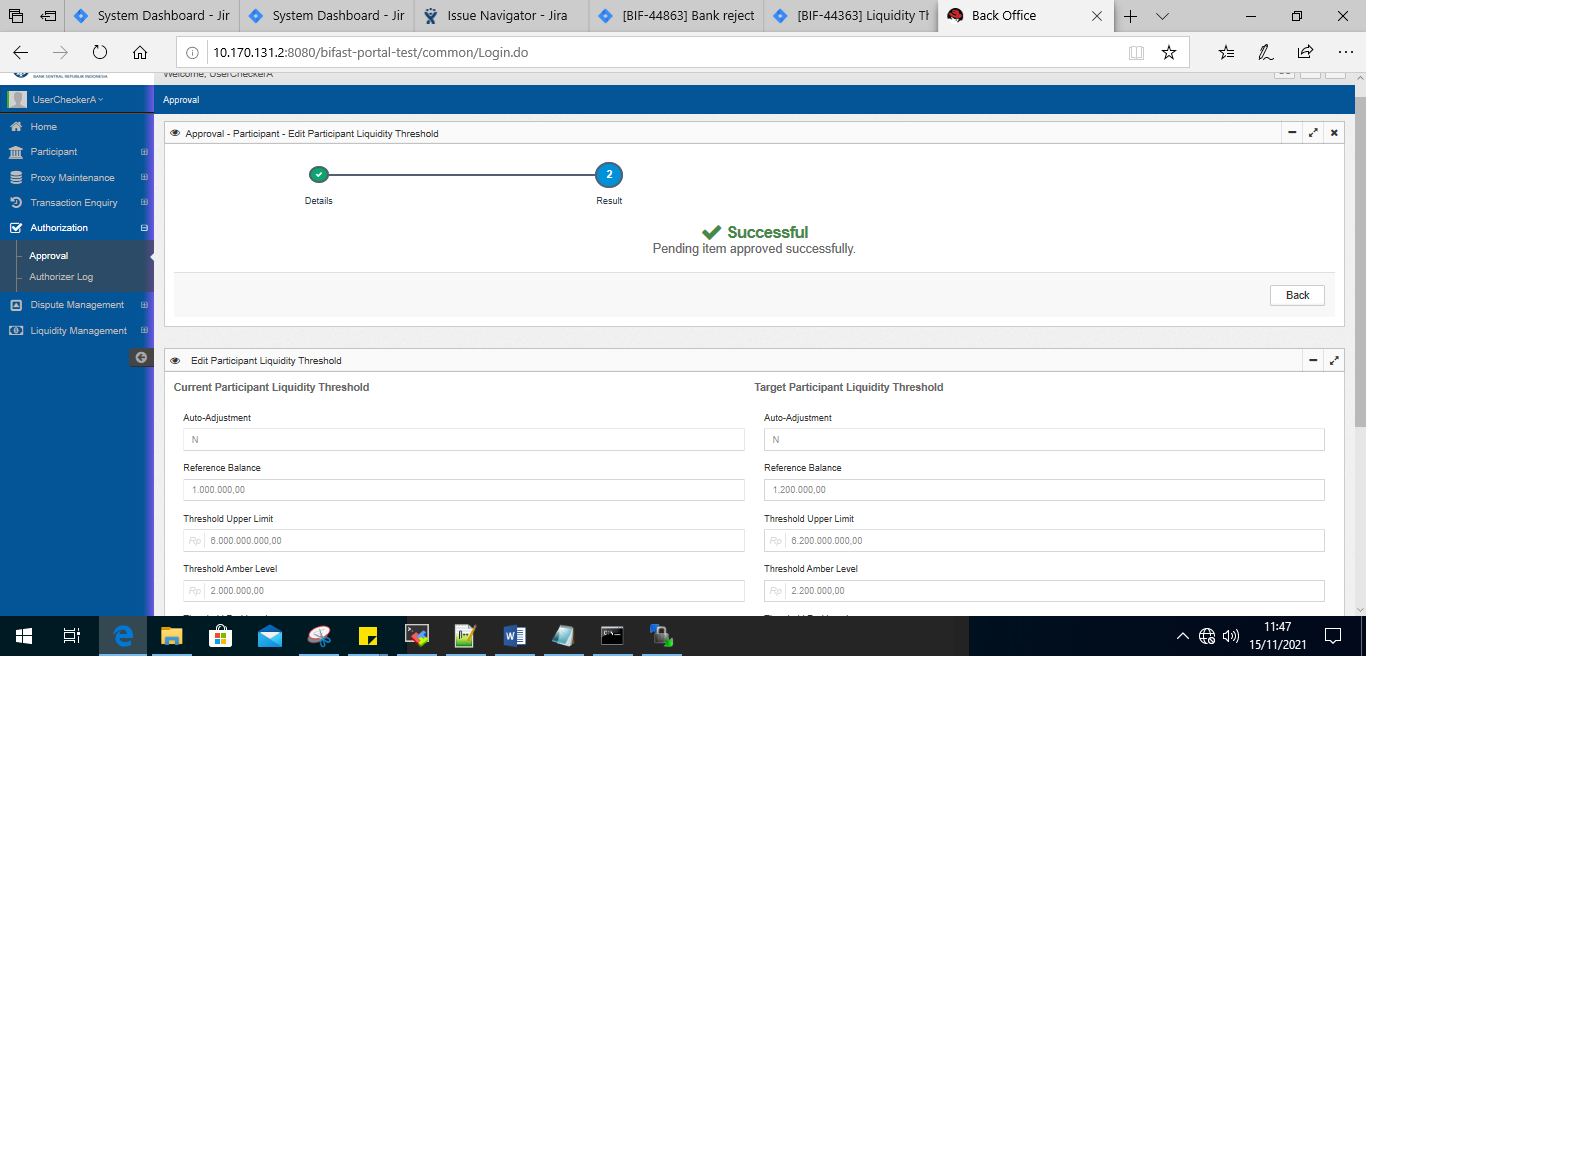 System Dashboard - Jir
System Dashboard - Jir
Issue Navigator - Jira
[BIF-44863] Bank reject
[BIF-44363] Liquidity Th
Back Office
10.170.131.2:8080/bifast-portal-test/common/Login.do
BANK SENTRAL REPUBLIK INDONESIA
Welcome, UserCheckerA
UserCheckerA
Approval
Home
Participant
Proxy Maintenance
Transaction Enquiry
Authorization
Approval
Authorizer Log
Dispute Management
Liquidity Management
Approval - Participant - Edit Participant Liquidity Threshold
2
Details
Result
Successful
Pending item approved successfully.
Back
Edit Participant Liquidity Threshold
Current Participant Liquidity Threshold
Target Participant Liquidity Threshold
Auto-Adjustment
Auto-Adjustment
N
N
Reference Balance
Reference Balance
1.000.000,00
1.200.000,00
Threshold Upper Limit
Threshold Upper Limit
Rp 6.000.000.000,00
Rp 6.200.000.000,00
Threshold Amber Level
Threshold Amber Level
Rp 2.000.000,00
Rp 2.200.000,00
11:47
15/11/2021